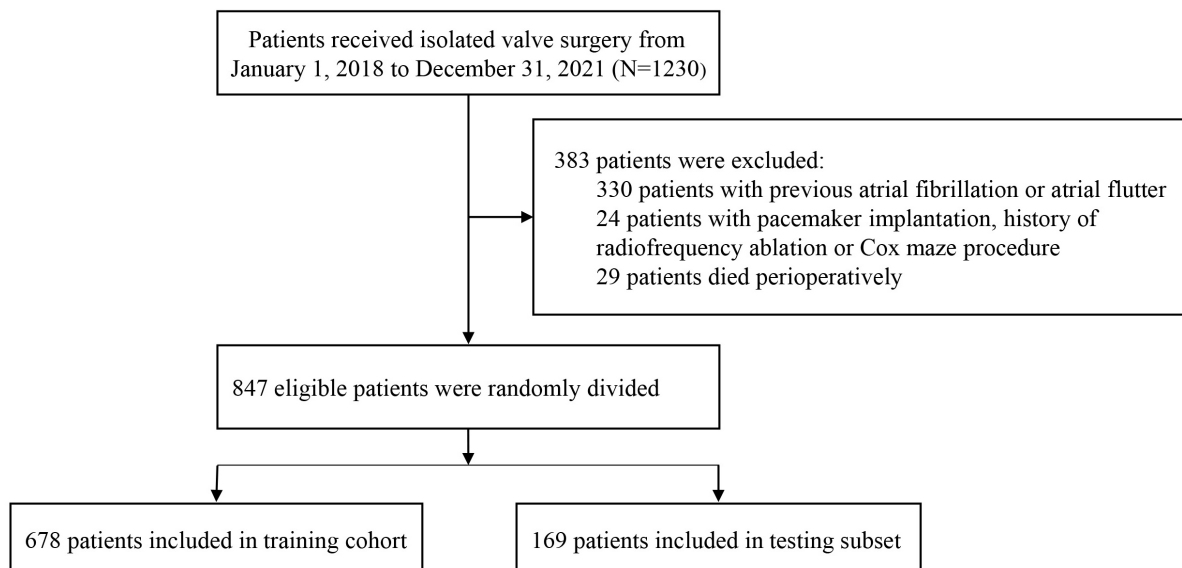 Patients received isolated valve surgery from
January 1, 2018 to December 31, 2021 (N=1230)
383 patients were excluded:
330 patients with previous atrial fibrillation or atrial flutter
24 patients with pacemaker implantation, history of
radiofrequency ablation or Cox maze procedure
29 patients died perioperatively
847 eligible patients were randomly divided
678 patients included in training cohort
169 patients included in testing subset